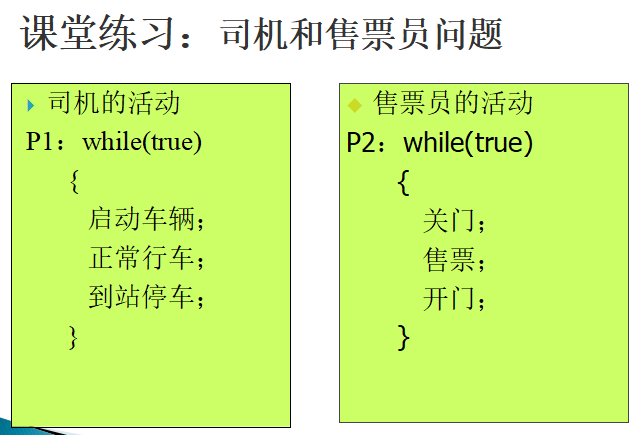 课堂练习：司机和售票员问题
司机的活动
P1：while(true)
{
启动车辆；
正常行车；
到站停车；
}
售票员的活动
P2：while(true)
{
关门；
售票；
开门；
}